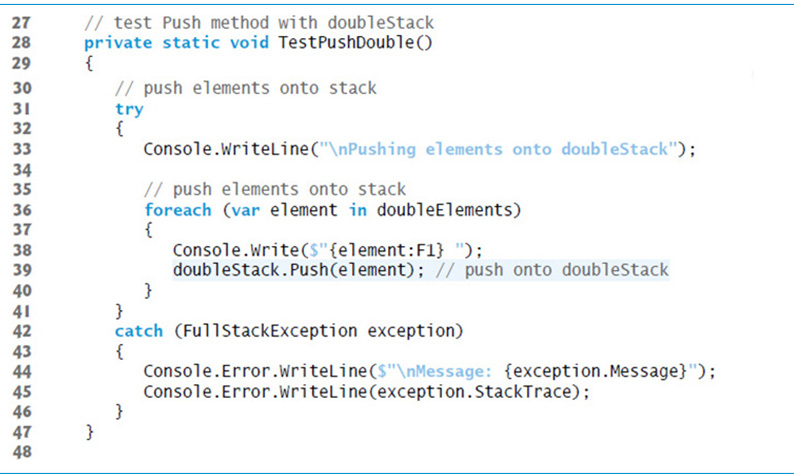 27 // test Push method with doubleStack
28 private static void TestPushDouble()
29 {
30 // push elements onto stack
31 try
32 {
33 Console.WriteLine("\nPushing elements onto doubleStack");
34
35 // push elements onto stack
36 foreach (var element in doubleElements)
37 {
38 Console.Write($"{element:F1} ");
39 doubleStack.Push(element); // push onto doubleStack
40 }
41 }
42 catch (FullStackException exception)
43 {
44 Console.Error.WriteLine($"\nMessage: {exception.Message}");
45 Console.Error.WriteLine(exception.StackTrace);
46 }
47 }
48